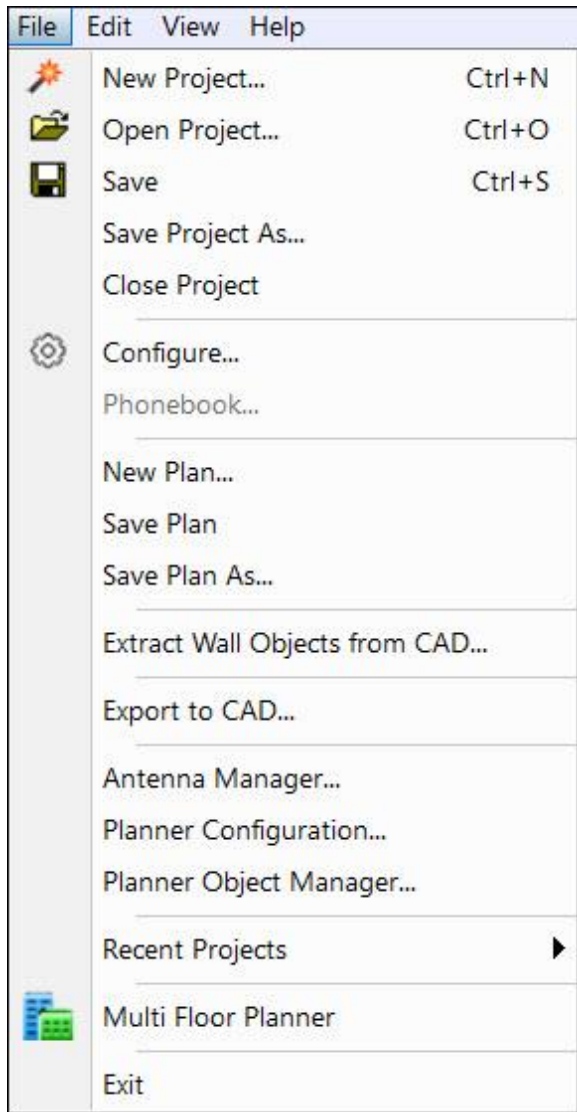 File Edit View Help
New Project... Ctrl+N
Open Project... Ctrl+O
Save Ctrl+S
Save Project As...
Close Project
Configure...
Phonebook...
New Plan...
Save Plan
Save Plan As...
Extract Wall Objects from CAD...
Export to CAD...
Antenna Manager...
Planner Configuration...
Planner Object Manager...
Recent Projects
Multi Floor Planner
Exit